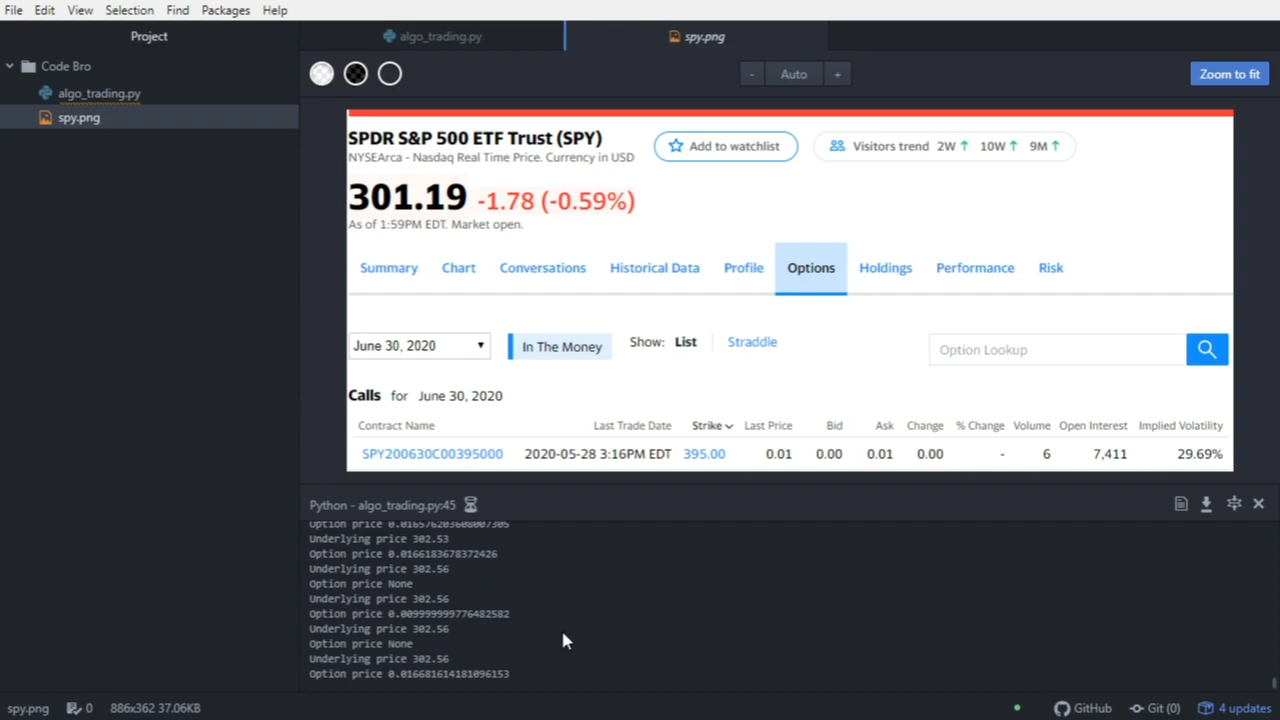 File Edit View Selection Find Packages Help
Project
algo_trading.py
spy.png
Code Bro
algo_trading.py
spy.png
- Auto +
Zoom to fit
SPDR S&P 500 ETF Trust (SPY)
NYSEArca - Nasdaq Real Time Price. Currency in USD
Add to watchlist
Visitors trend 2W ↑ 10W ↑ 9M ↑
301.19 -1.78 (-0.59%)
As of 1:59PM EDT. Market open.
Summary Chart Conversations Historical Data Profile Options Holdings Performance Risk
June 30, 2020
In The Money
Show: List Straddle
Option Lookup
Calls for June 30, 2020
Contract Name Last Trade Date Strike Last Price Bid Ask Change % Change Volume Open Interest Implied Volatility
SPY200630C00395000 2020-05-28 3:16PM EDT 395.00 0.01 0.00 0.01 0.00 - 6 7,411 29.69%
Python - algo_trading.py:45
Option price 0.016576203608007305
Underlying price 302.53
Option price 0.0166183678372426
Underlying price 302.56
Option price None
Underlying price 302.56
Option price 0.009999999776482582
Underlying price 302.56
Option price None
Underlying price 302.56
Option price 0.016681614181096153
spy.png 0 886x362 37.06KB
GitHub Git (0) 4 updates